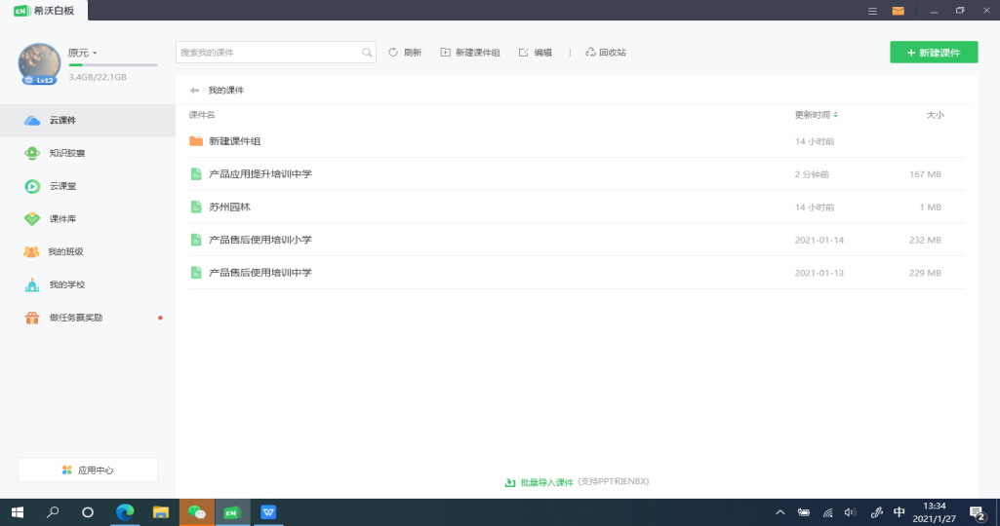 希沃白板
原元
Lv12
3.4GB/22.1GB
搜索我的课件
刷新
新建课件组
编辑
回收站
+ 新建课件
云课件
知识胶囊
云课堂
课件库
我的班级
我的学校
做任务赢奖励
应用中心
我的课件
课件名 更新时间 大小
新建课件组 14 小时前
产品应用提升培训中学 2 分钟前 167 MB
苏州园林 14 小时前 1 MB
产品售后使用培训小学 2021-01-14 232 MB
产品售后使用培训中学 2021-01-13 229 MB
批量导入课件 (支持PPT和ENBX)
EN
中
13:34
2021/1/27
2